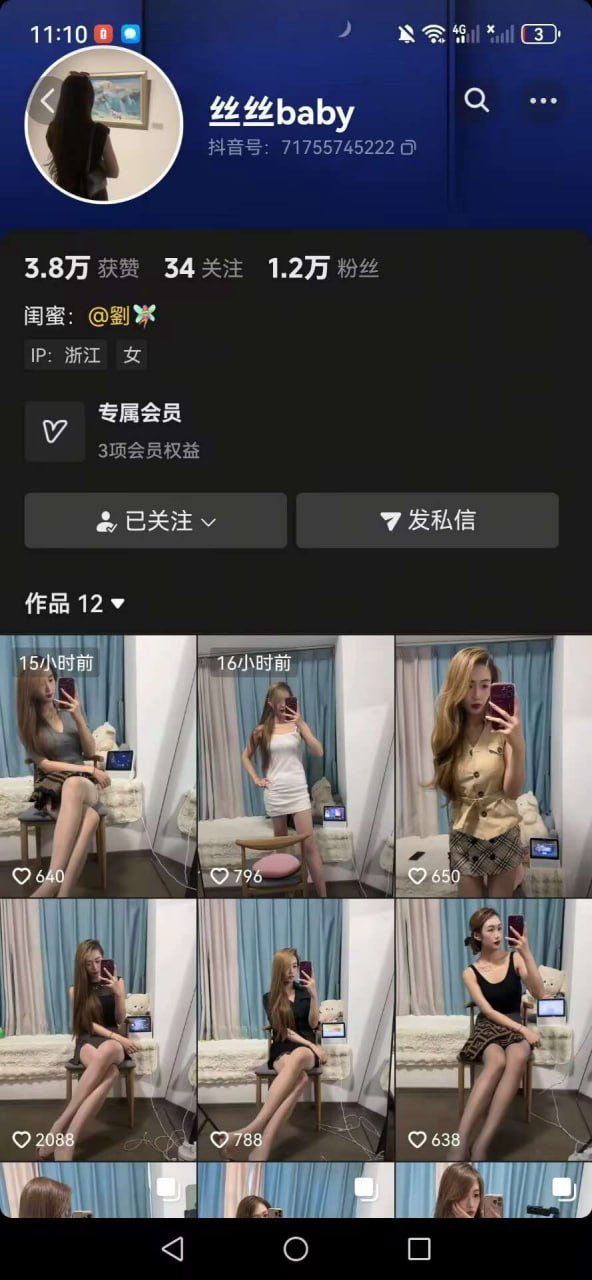 11:10 4G 3
丝丝baby
抖音号：71755745222
3.8万 获赞 34 关注 1.2万 粉丝
闺蜜：@劉🧚
IP：浙江 女
专属会员
3项会员权益
已关注 发私信
作品 12
15小时前 16小时前
640 796 650
2088 788 638